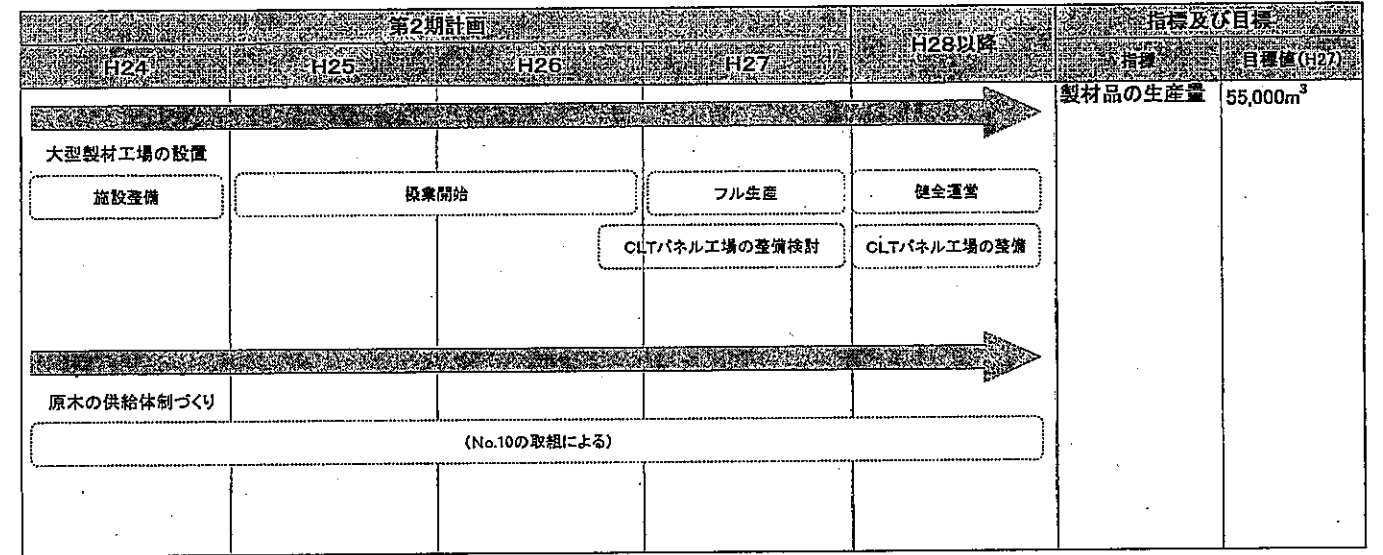 第2期計画
H28以降
指標及び目標
H24
H25
H26
H27
指標
目標値(H27)
製材品の生産量
55,000m³
大型製材工場の設置
施設整備
操業開始
フル生産
健全運営
CLTパネル工場の整備検討
CLTパネル工場の整備
原木の供給体制づくり
(No.10の取組による)